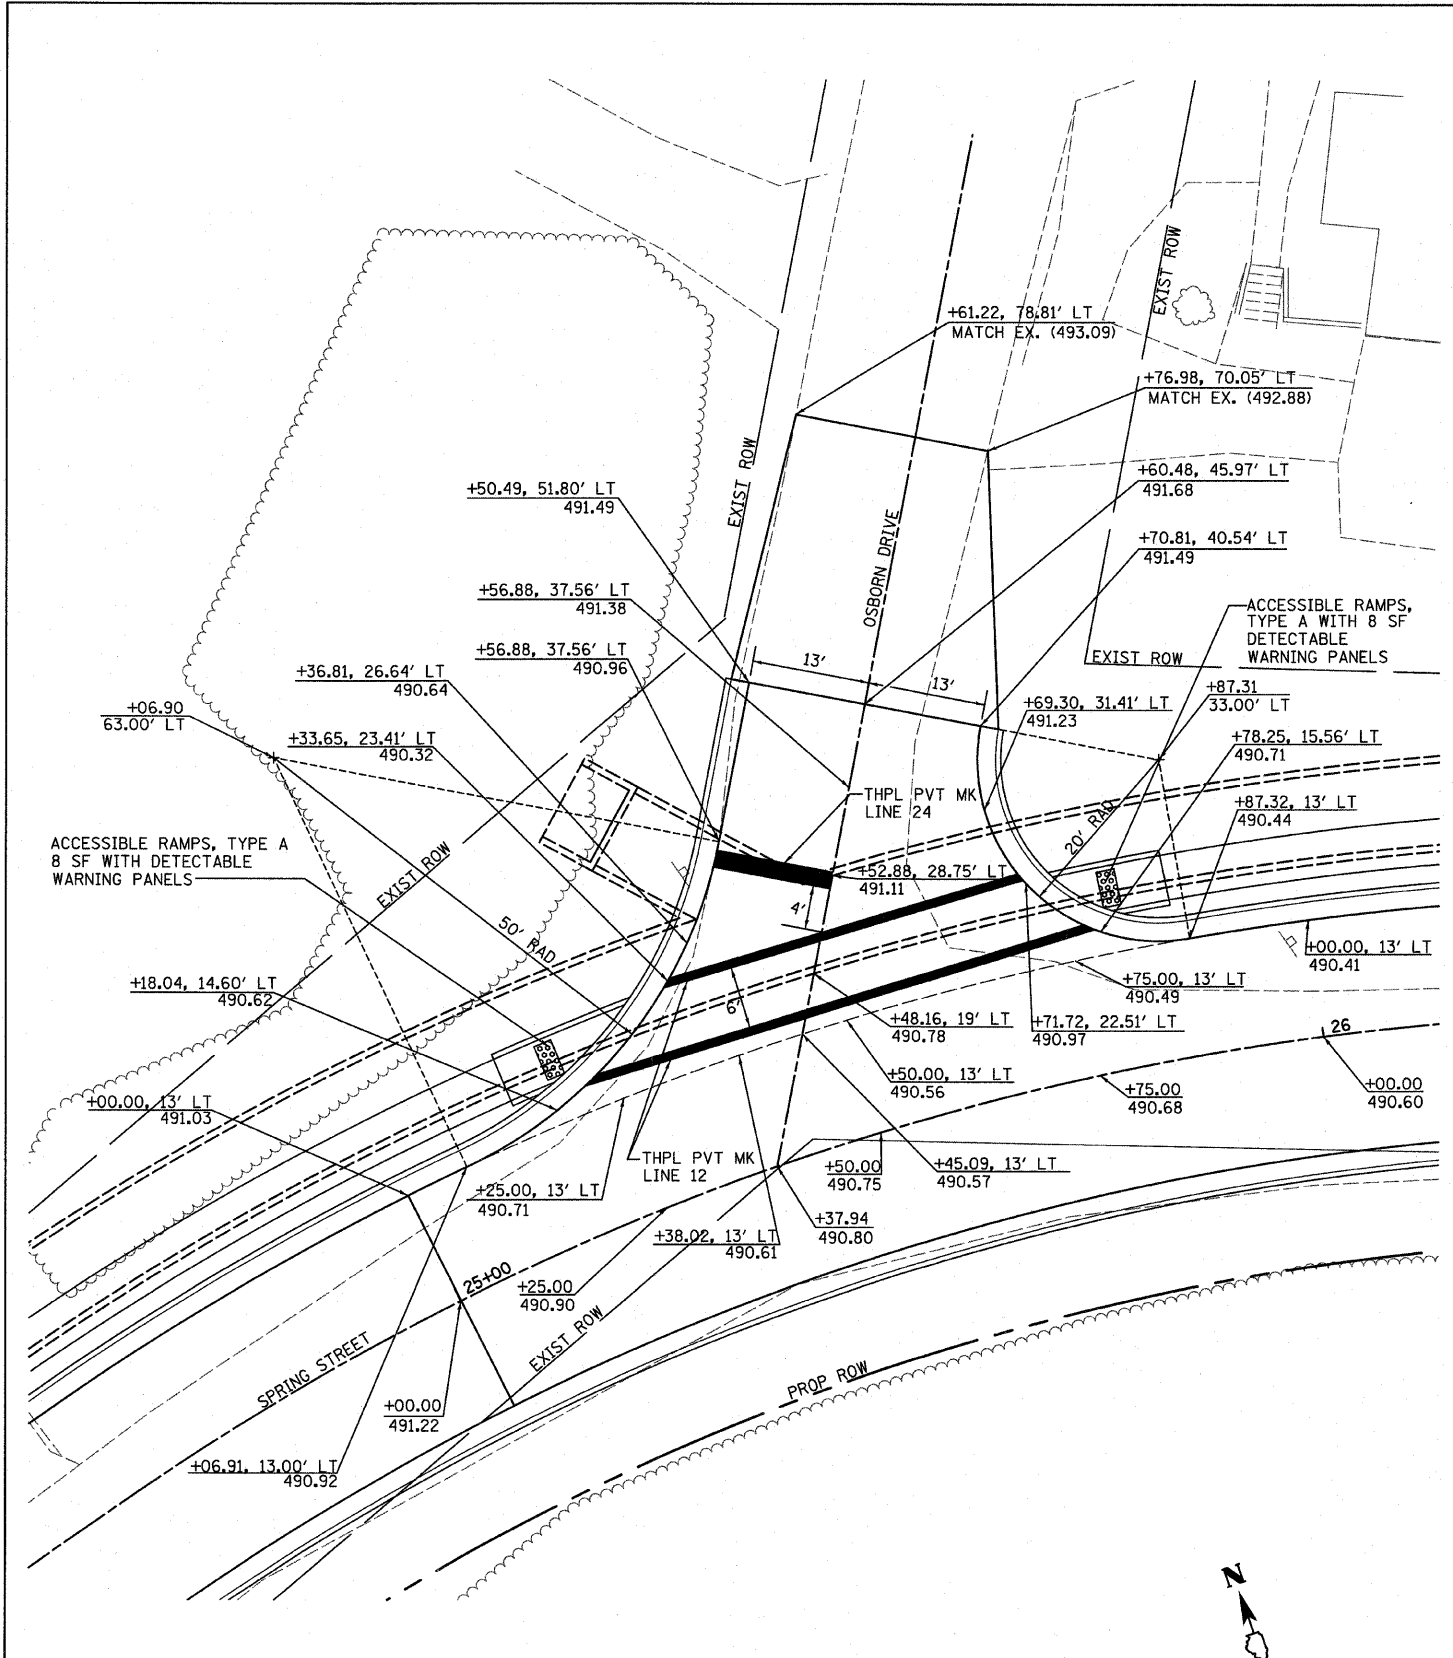 +61.22, 78.81' LT
MATCH EX. (493.09)
EXIST ROW
+76.98, 70.05' LT
MATCH EX. (492.88)
EXIST ROW
+60.48, 45.97' LT
491.68
+50.49, 51.80' LT
491.49
OSBORN DRIVE
+70.81, 40.54' LT
491.49
+56.88, 37.56' LT
491.38
ACCESSIBLE RAMPS,
TYPE A WITH 8 SF
DETECTABLE
WARNING PANELS
+56.88, 37.56' LT
490.96
13'
13'
EXIST ROW
+36.81, 26.64' LT
490.64
+87.31
33.00' LT
+69.30, 31.41' LT
491.23
+06.90
63.00' LT
+33.65, 23.41' LT
490.32
+78.25, 15.56' LT
490.71
THPL PVT MK
LINE 24
+87.32, 13' LT
490.44
20' RAD
ACCESSIBLE RAMPS, TYPE A
8 SF WITH DETECTABLE
WARNING PANELS
EXIST ROW
+52.88, 28.75' LT
491.11
4'
50' RAD
+00.00, 13' LT
490.41
+18.04, 14.60' LT
490.62
+75.00, 13' LT
490.49
6'
+48.16, 19' LT
490.78
+71.72, 22.51' LT
490.97
26
+50.00, 13' LT
490.56
+75.00
490.68
+00.00
490.60
+00.00, 13' LT
491.03
THPL PVT MK
LINE 12
+50.00
490.75
+45.09, 13' LT
490.57
+25.00, 13' LT
490.71
+37.94
490.80
+38.02, 13' LT
490.61
25+00
+25.00
490.90
EXIST ROW
SPRING STREET
PROP ROW
+00.00
491.22
+06.91, 13.00' LT
490.92
N